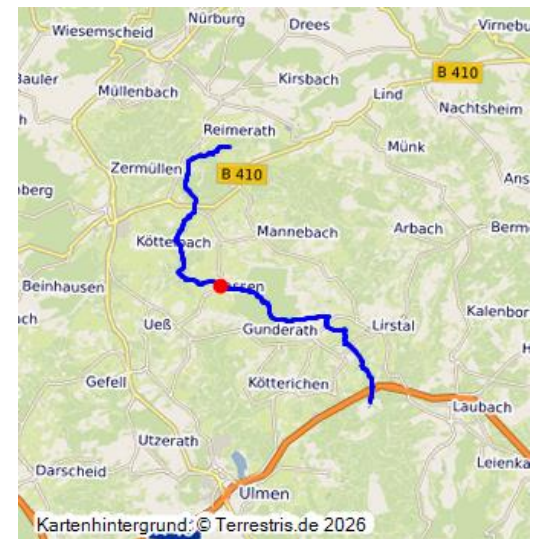 Nürburg
Drees
Wiesemscheid
Virnebu
B 410
Bauler
Kirsbach
Müllenbach
Lind
Nachtsheim
h
Reimerath
Münk
Zermüllen
B 410
Ans
berg
Arbach
Berm
Mannebach
Beinhausen
ssen
Kalenbor
ch
Ueß
Gunderath
Lirstal
H
Gefell
Kötterichen
Laubach
Utzerath
Leienka
Darscheid
Ulmen
Kartenhintergrund: © Terrestris.de 2026